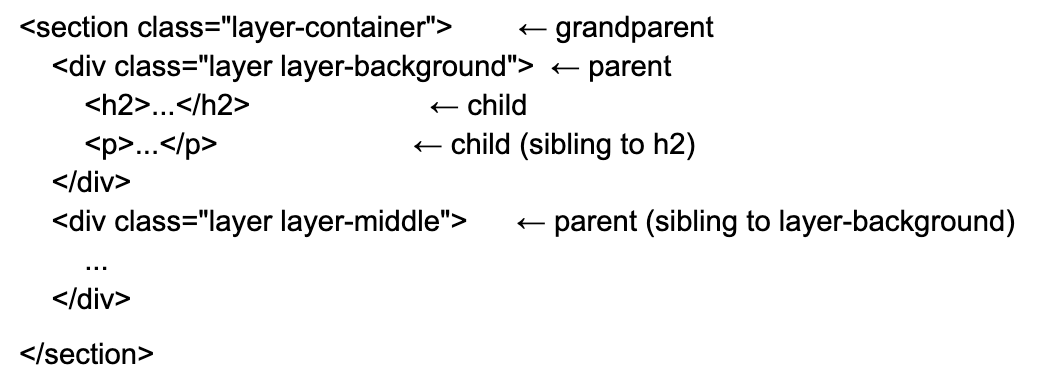 <section class="layer-container"> ← grandparent
<div class="layer layer-background"> ← parent
<h2>...</h2> ← child
<p>...</p> ← child (sibling to h2)
</div>
<div class="layer layer-middle"> ← parent (sibling to layer-background)
...
</div>
</section>